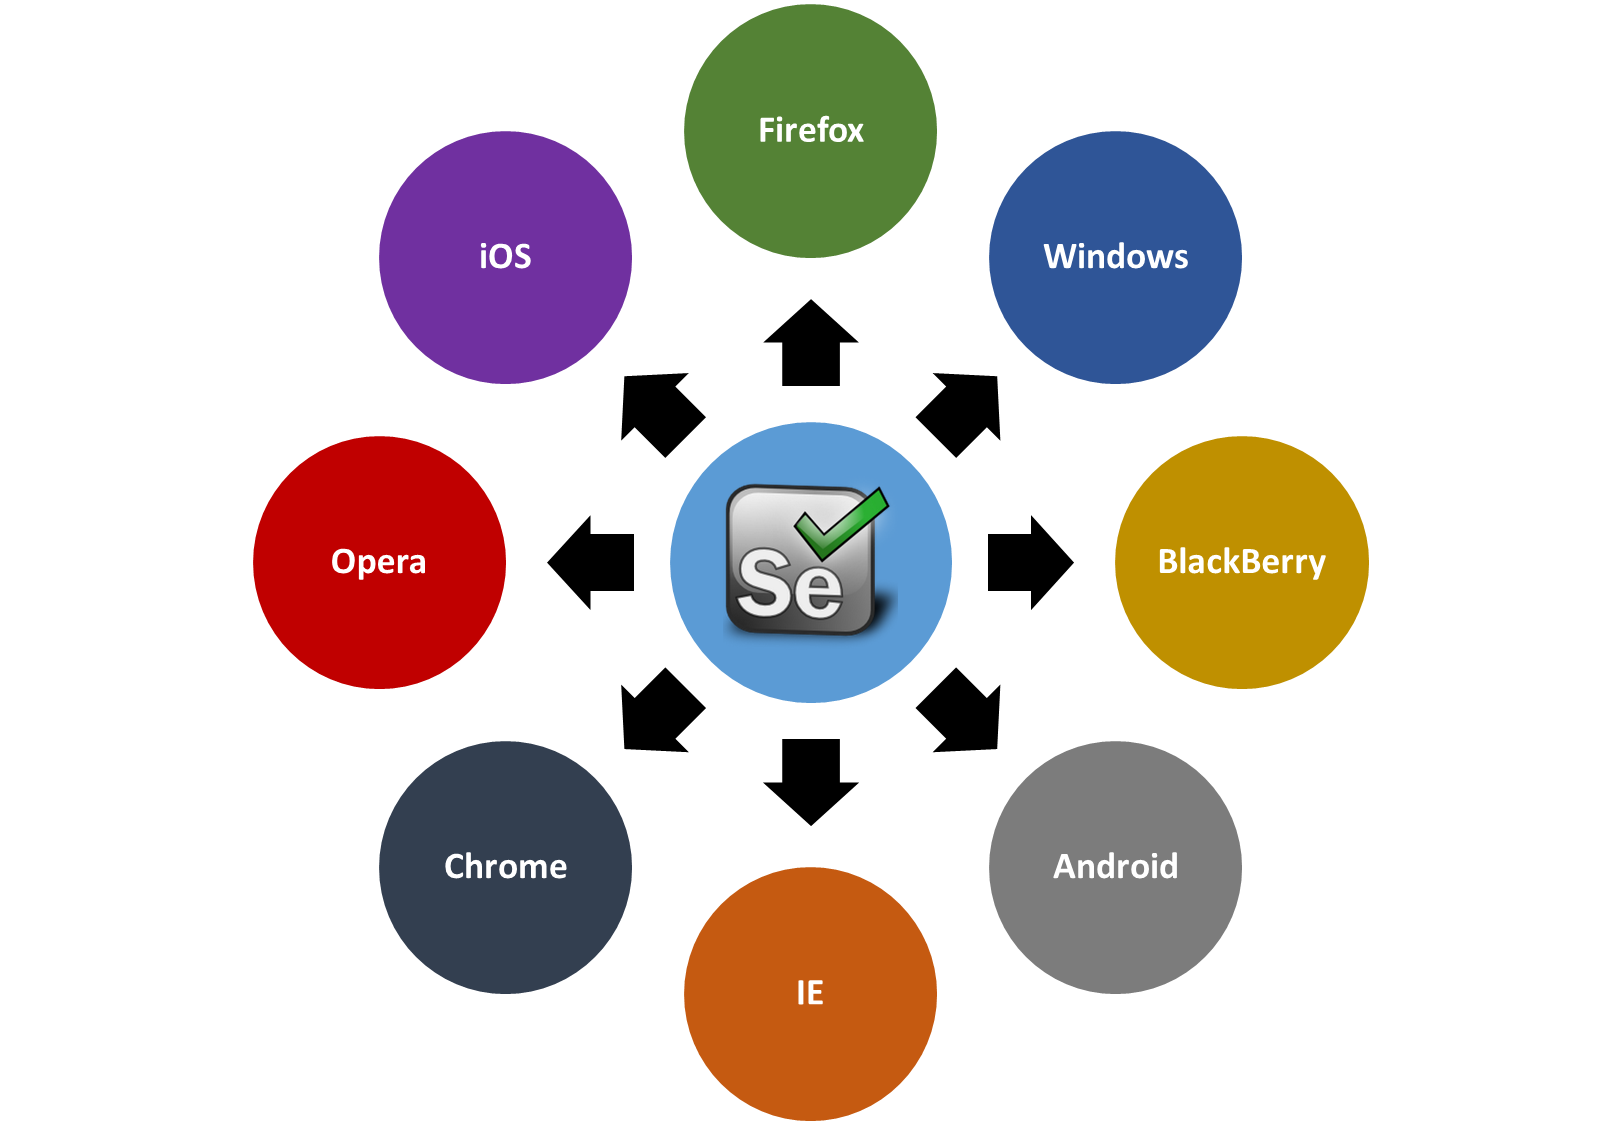 Firefox
iOS
Windows
Opera
Se
BlackBerry
Chrome
Android
IE